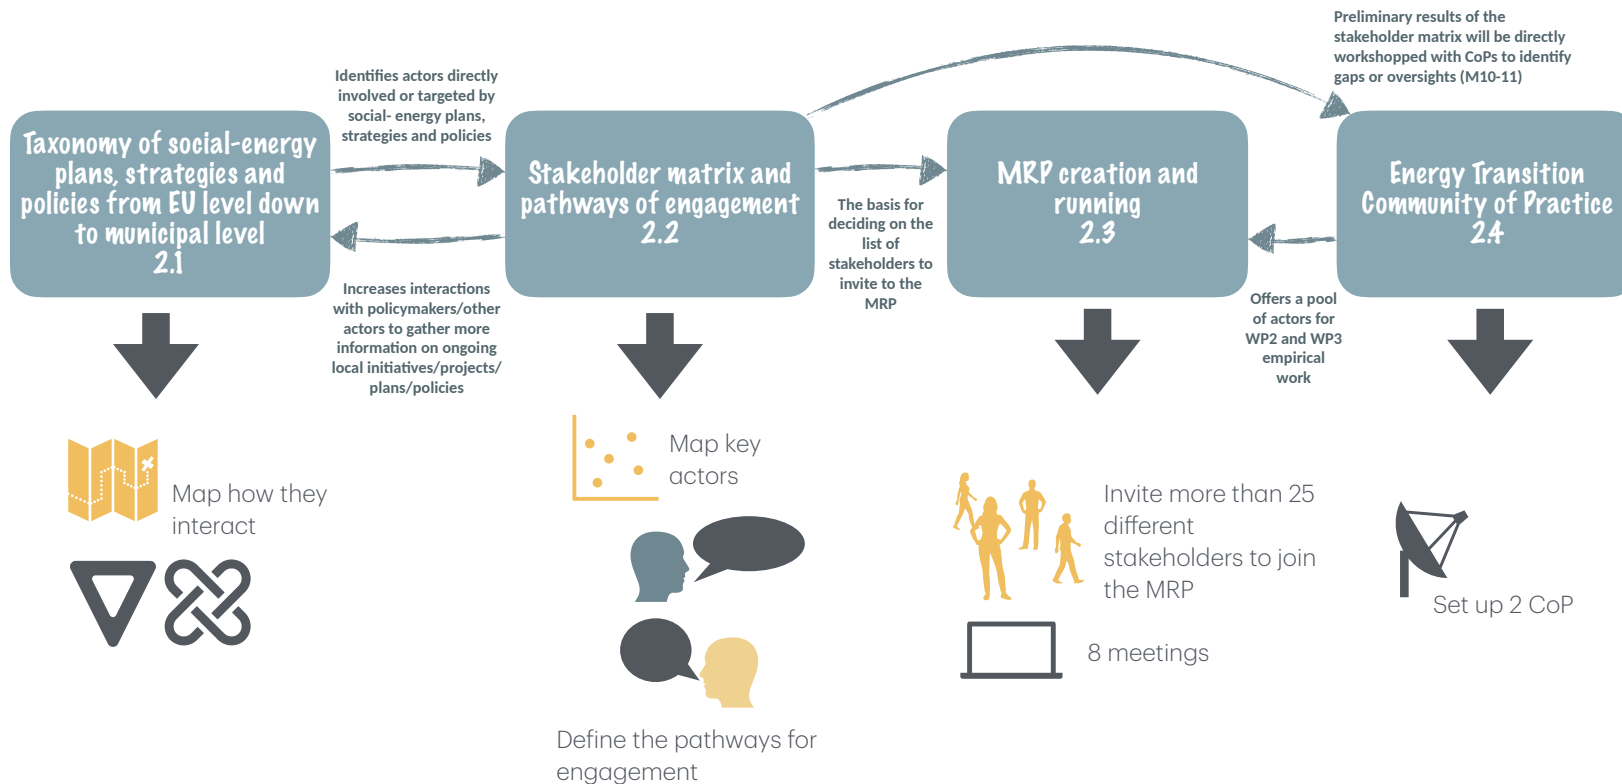 Preliminary results of the
stakeholder matrix will be directly
workshopped with CoPs to identify
gaps or oversights (M10-11)
Identifies actors directly
involved or targeted by
social- energy plans,
strategies and policies
Taxonomy of social-energy
plans, strategies and
policies from EU level down
to municipal level
2.1
Stakeholder matrix and
pathways of engagement
2.2
MRP creation and
running
2.3
Energy Transition
Community of Practice
2.4
The basis for
deciding on the
list of
stakeholders to
invite to the
MRP
Increases interactions
with policymakers/other
actors to gather more
information on ongoing
local initiatives/projects/
plans/policies
Offers a pool
of actors for
WP2 and WP3
empirical
work
Map how they
interact
Map key
actors
Define the pathways for
engagement
Invite more than 25
different
stakeholders to join
the MRP
8 meetings
Set up 2 CoP